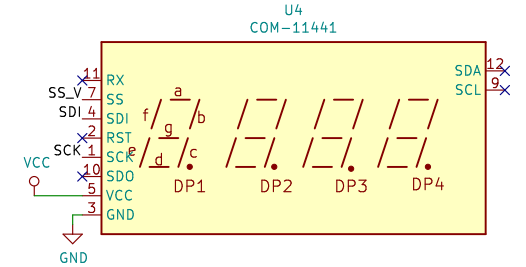 U4
COM-11441
11 RX
SS_V 7 SS
SDI 4 SDI
2 RST
SCK 1 SCK
10 SDO
VCC 5 VCC
3 GND
GND
12 SDA
9 SCL
a
f b
g
e c
d
DP1 DP2 DP3 DP4